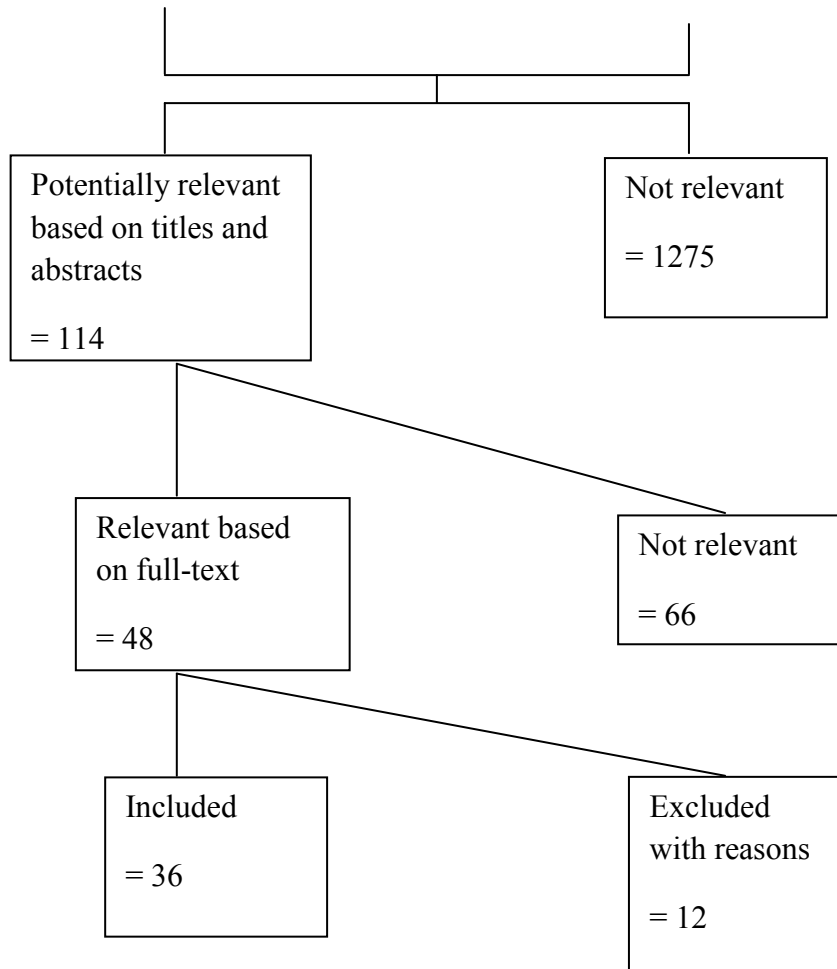 Potentially relevant
based on titles and
abstracts
= 114
Not relevant
= 1275
Relevant based
on full-text
= 48
Not relevant
= 66
Included
= 36
Excluded
with reasons
= 12